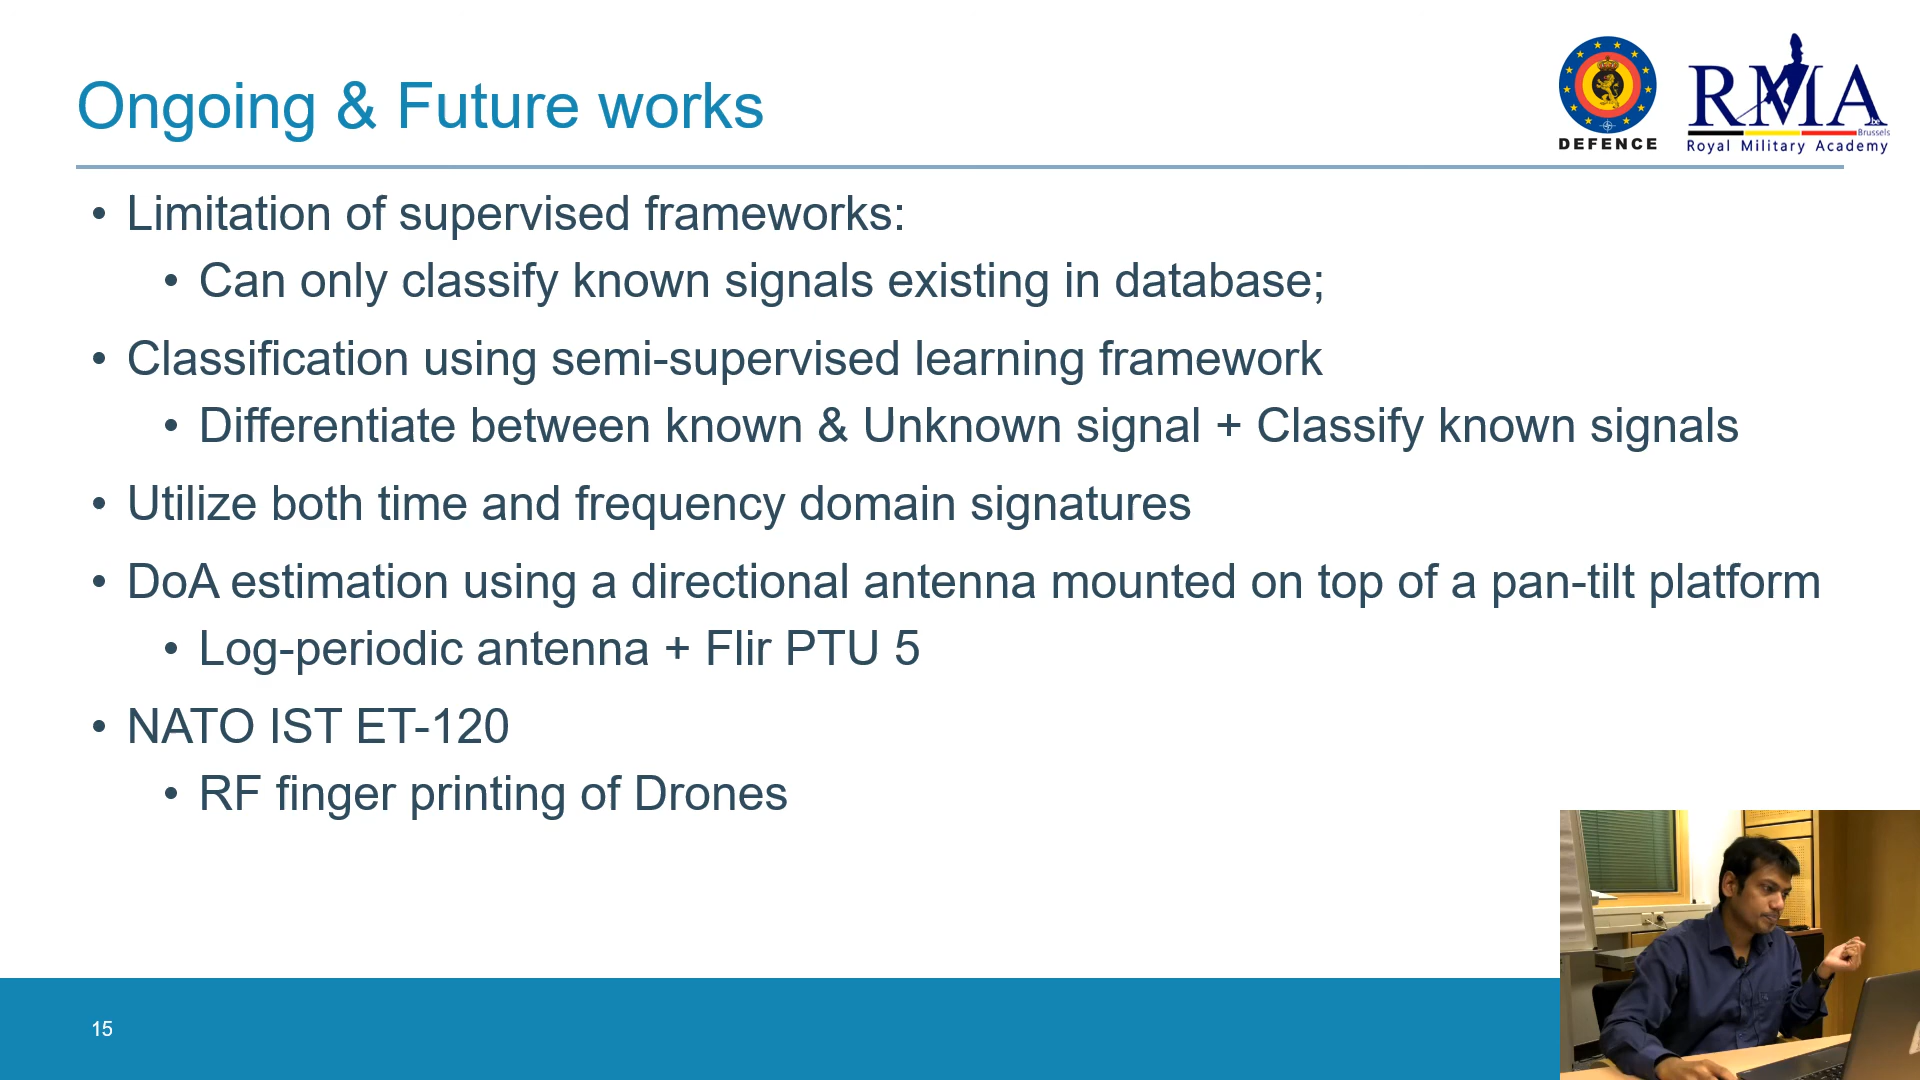 Ongoing & Future works
DEFENCE
RMA
.be
Brussels
Royal Military Academy
• Limitation of supervised frameworks:
• Can only classify known signals existing in database;
• Classification using semi-supervised learning framework
• Differentiate between known & Unknown signal + Classify known signals
• Utilize both time and frequency domain signatures
• DoA estimation using a directional antenna mounted on top of a pan-tilt platform
• Log-periodic antenna + Flir PTU 5
• NATO IST ET-120
• RF finger printing of Drones
15